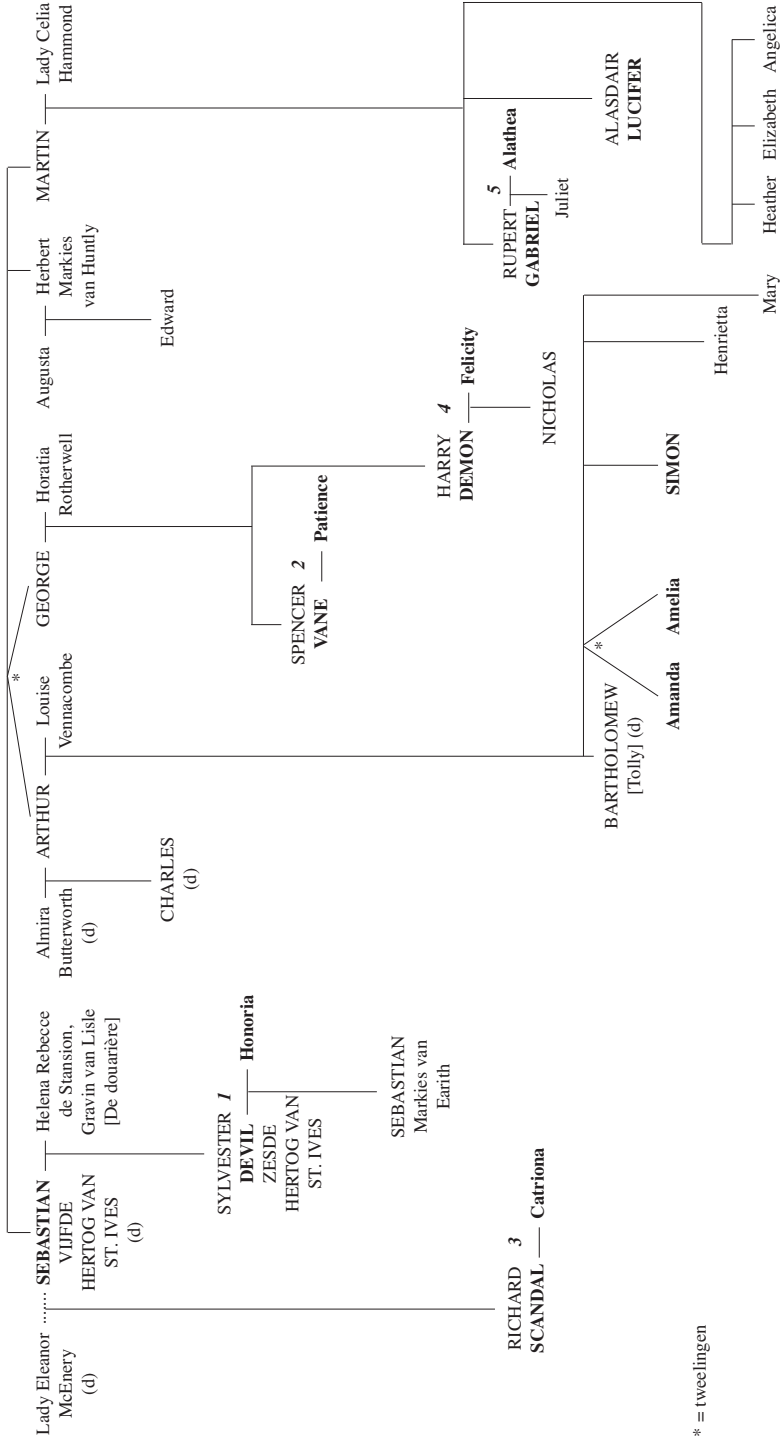 Lady Eleanor ....... SEBASTIAN Helena Rebecce
McEnery
(d)
VIJFDE
HERTOG VAN
ST. IVES
(d)
de Stansion,
Gravin van Lisle
[De douarière]
Almira
Butterworth
(d)
ARTHUR
Louise
Vennacombe
*
GEORGE
Horatia
Rotherwell
Augusta
Herbert
Markies
van Huntly
MARTIN
Lady Celia
Hammond
CHARLES
(d)
Edward
SYLVESTER 1
DEVIL Honoria
ZESDE
HERTOG VAN
ST. IVES
SPENCER 2
VANE Patience
SEBASTIAN
Markies van
Earith
HARRY 4
DEMON Felicity
NICHOLAS
RUPERT 5
GABRIEL Alathea
Juliet
RICHARD 3
SCANDAL Catriona
BARTHOLOMEW
[Tolly] (d)
*
Amanda Amelia
SIMON
Henrietta
Mary
ALASDAIR
LUCIFER
Heather Elizabeth Angelica
* = tweelingen